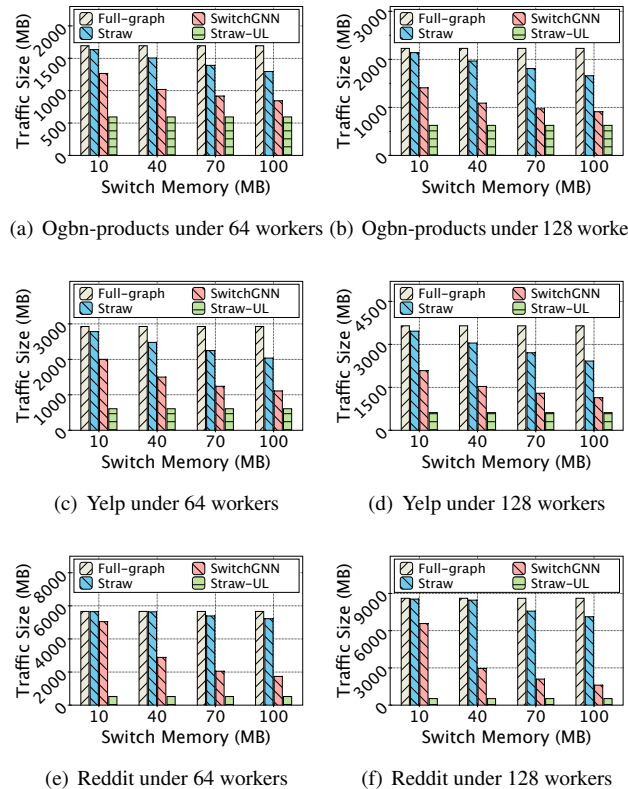 2000
1500
1000
500
0
Traffic Size (MB)
Full-graph SwitchGNN
Straw Straw-UL
10 40 70 100
Switch Memory (MB)
3000
2000
1000
0
Traffic Size (MB)
Full-graph SwitchGNN
Straw Straw-UL
10 40 70 100
Switch Memory (MB)
(a) Ogbn-products under 64 workers (b) Ogbn-products under 128 worke
3000
2000
1000
0
Traffic Size (MB)
Full-graph SwitchGNN
Straw Straw-UL
10 40 70 100
Switch Memory (MB)
4500
3000
1500
0
Traffic Size (MB)
Full-graph SwitchGNN
Straw Straw-UL
10 40 70 100
Switch Memory (MB)
(c) Yelp under 64 workers (d) Yelp under 128 workers
8000
6000
4000
2000
0
Traffic Size (MB)
Full-graph SwitchGNN
Straw Straw-UL
10 40 70 100
Switch Memory (MB)
9000
6000
3000
0
Traffic Size (MB)
Full-graph SwitchGNN
Straw Straw-UL
10 40 70 100
Switch Memory (MB)
(e) Reddit under 64 workers (f) Reddit under 128 workers